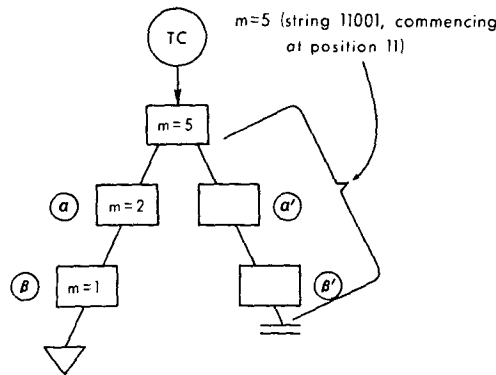 TC
m=5 (string 11001, commencing
at position 11)
m=5
α
m=2
α′
β
m=1
β′